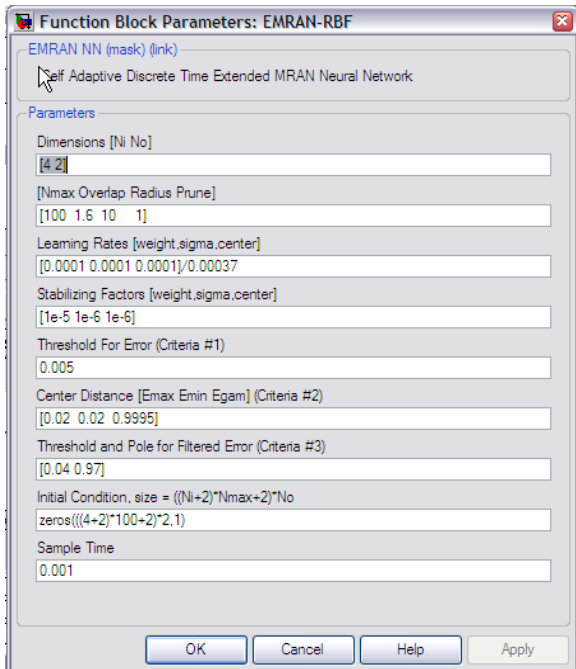 Function Block Parameters: EMRAN-RBF
EMRAN NN (mask) (link)
Self Adaptive Discrete Time Extended MRAN Neural Network
Parameters
Dimensions [Ni No]
[4 2]
[Nmax Overlap Radius Prune]
[100 1.6 10 1]
Learning Rates [weight,sigma,center]
[0.0001 0.0001 0.0001]/0.00037
Stabilizing Factors [weight,sigma,center]
[1e-5 1e-6 1e-6]
Threshold For Error (Criteria #1)
0.005
Center Distance [Emax Emin Egam] (Criteria #2)
[0.02 0.02 0.9995]
Threshold and Pole for Filtered Error (Criteria #3)
[0.04 0.97]
Initial Condition, size = ((Ni+2)*Nmax+2)*No
zeros(((4+2)*100+2)*2,1)
Sample Time
0.001
OK Cancel Help Apply